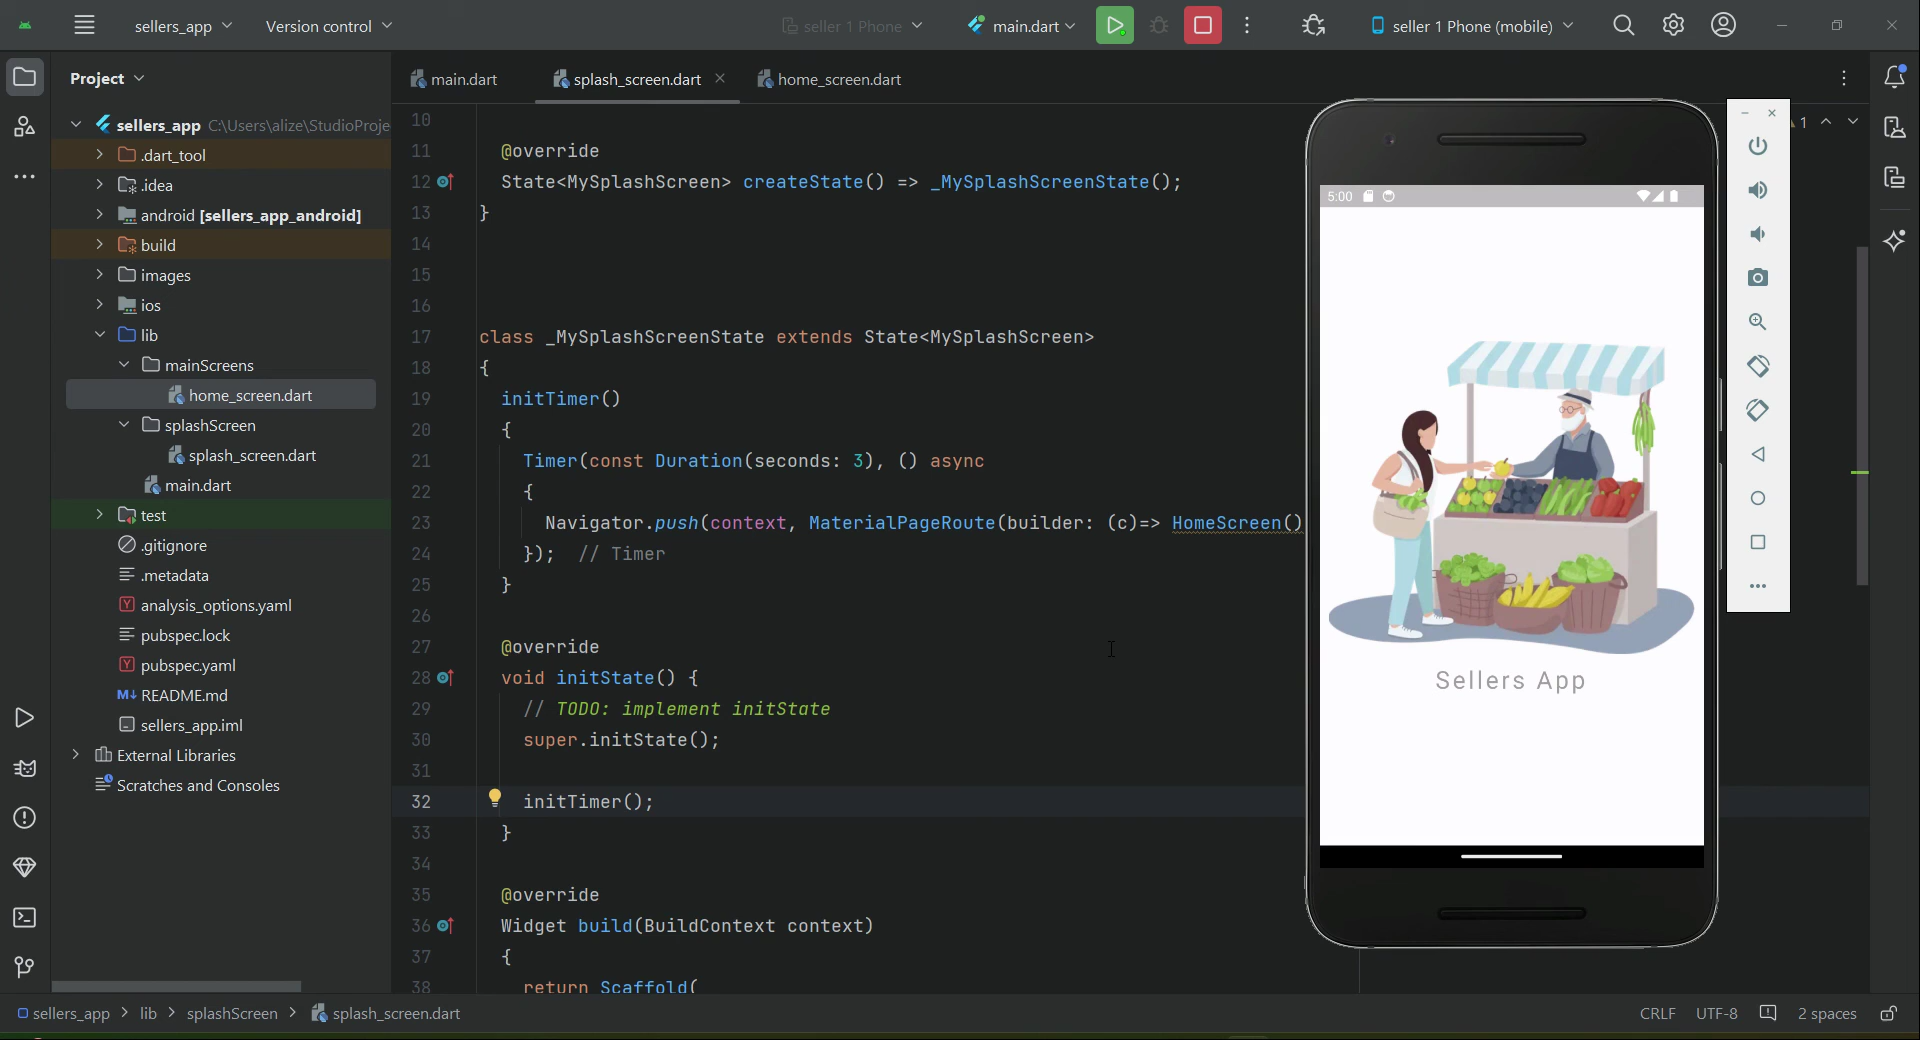 sellers_app
Version control
seller 1 Phone
main.dart
seller 1 Phone (mobile)
Project
main.dart
splash_screen.dart
home_screen.dart
sellers_app C:\Users\alize\StudioProje
.dart_tool
.idea
android [sellers_app_android]
build
images
ios
lib
mainScreens
home_screen.dart
splashScreen
splash_screen.dart
main.dart
test
.gitignore
.metadata
analysis_options.yaml
pubspec.lock
pubspec.yaml
README.md
sellers_app.iml
External Libraries
Scratches and Consoles
10
11 @override
12 State<MySplashScreen> createState() => _MySplashScreenState();
13 }
14
15
16
17 class _MySplashScreenState extends State<MySplashScreen>
18 {
19 initTimer()
20 {
21 Timer(const Duration(seconds: 3), () async
22 {
23 Navigator.push(context, MaterialPageRoute(builder: (c)=> HomeScreen()
24 }); // Timer
25 }
26
27 @override
28 void initState() {
29 // TODO: implement initState
30 super.initState();
31
32 initTimer();
33 }
34
35 @override
36 Widget build(BuildContext context)
37 {
38 return Scaffold(
1
5:00
Sellers App
sellers_app > lib > splashScreen > splash_screen.dart
CRLF UTF-8 2 spaces